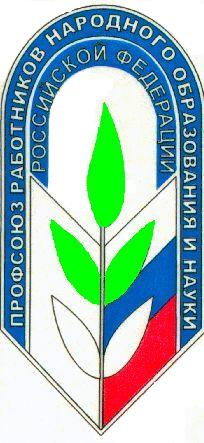 ПРОФСОЮЗ РАБОТНИКОВ НАРОДНОГО ОБРАЗОВАНИЯ И НАУКИ
РОССИЙСКОЙ ФЕДЕРАЦИИ